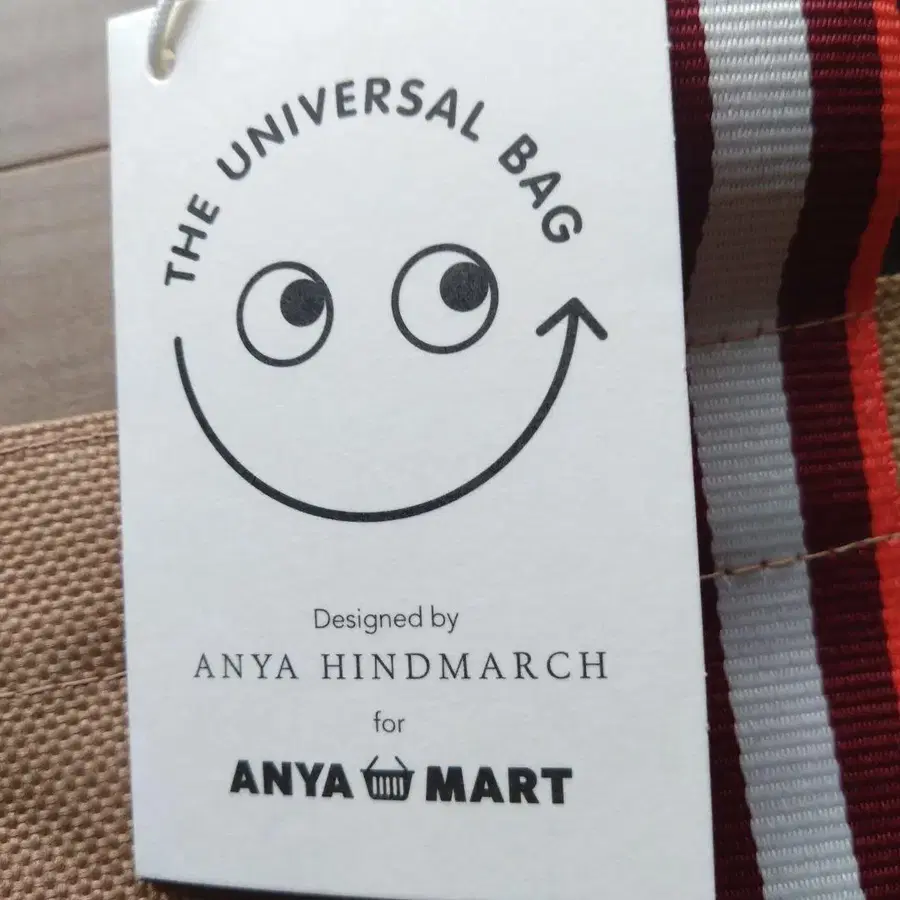 THE UNIVERSAL BAG
Designed by
ANYA HINDMARCH
for
ANYA MART